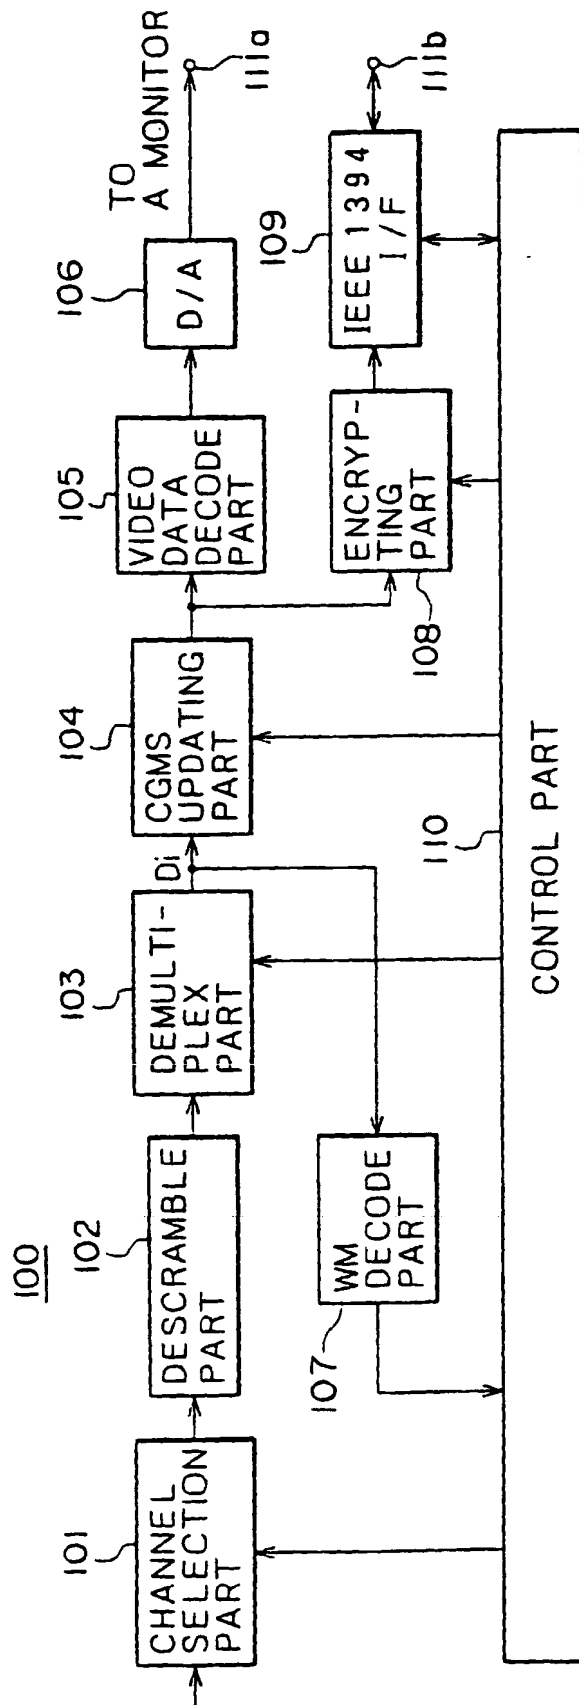 100
101
CHANNEL
SELECTION
PART
102
DESCRAMBLE
PART
103
DEMULTI-
PLEX
PART
Di
104
CGMS
UPDATING
PART
105
VIDEO
DATA
DECODE
PART
106
D/A
TO
A MONITOR
111a
107
WM
DECODE
PART
108
ENCRYP-
TING
PART
109
IEEE 1394
I/F
111b
110
CONTROL PART